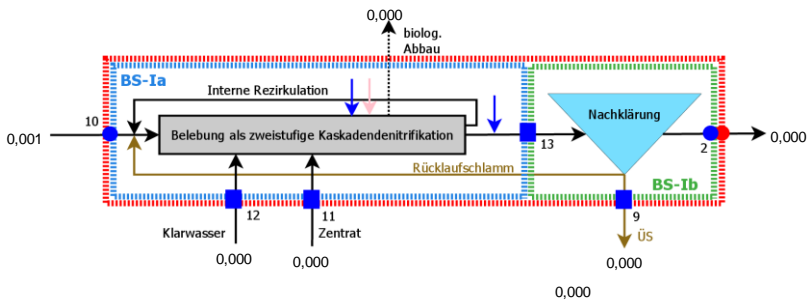 0,000
biolog.
Abbau
BS-Ia
Interne Rezirkulation
Nachklärung
10
0,001
Belebung als zweistufige Kaskadendenitrifikation
13
2
0,000
Rücklaufschlamm
BS-Ib
12
11
9
Klarwasser
Zentrat
ÜS
0,000
0,000
0,000
0,000